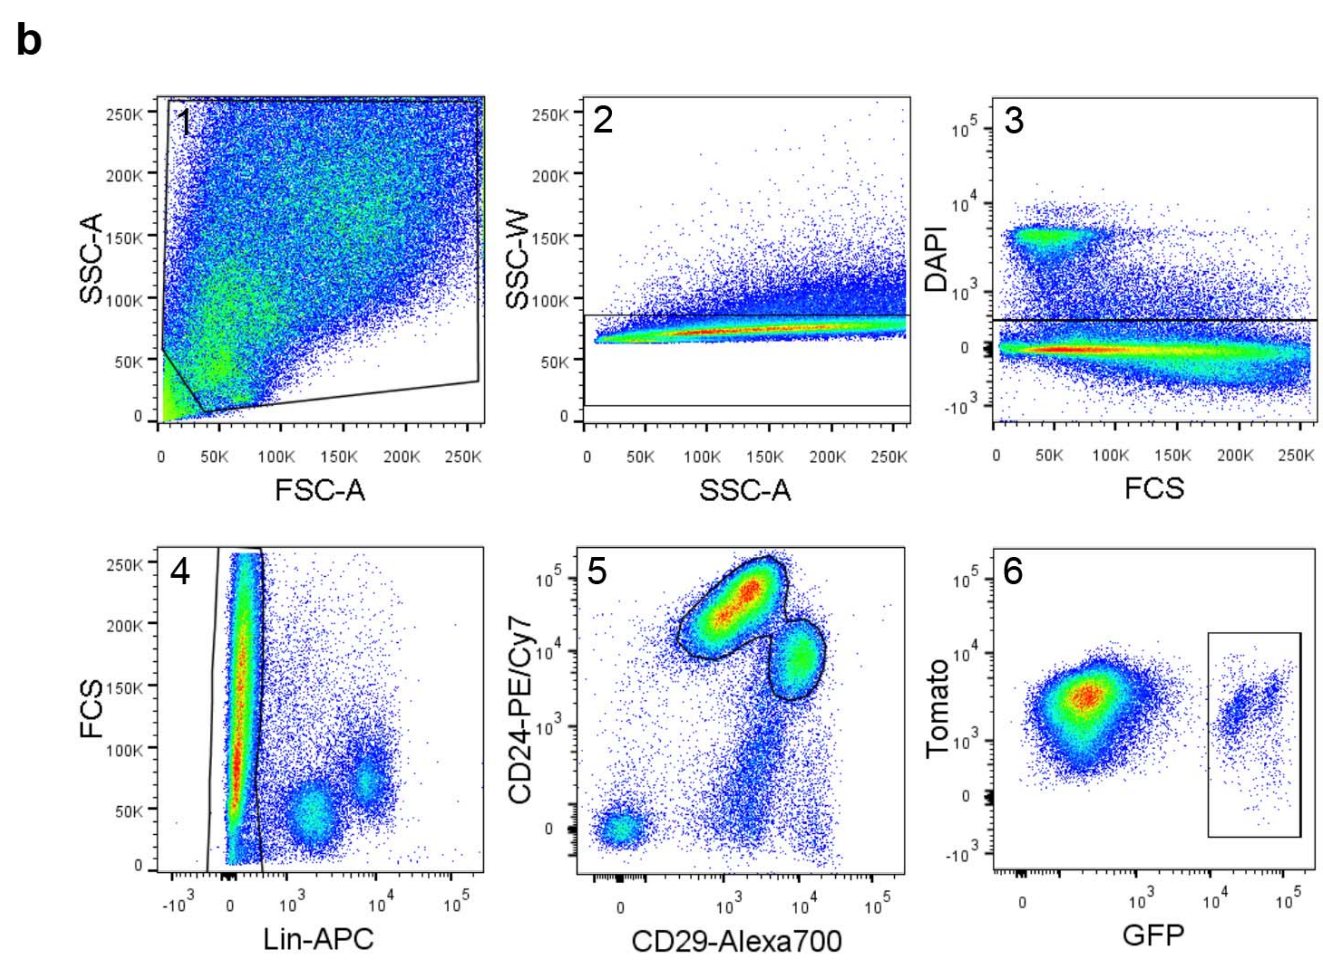 b
1
250K
200K
150K
100K
50K
0
SSC-A
0 50K 100K 150K 200K 250K
FSC-A
2
250K
200K
150K
100K
50K
0
SSC-W
0 50K 100K 150K 200K 250K
SSC-A
3
10^5
10^4
10^3
0
-10^3
DAPI
0 50K 100K 150K 200K 250K
FCS
4
250K
200K
150K
100K
50K
0
FCS
-10^3 0 10^3 10^4 10^5
Lin-APC
5
10^5
10^4
10^3
0
CD24-PE/Cy7
0 10^3 10^4 10^5
CD29-Alexa700
6
10^5
10^4
10^3
0
-10^3
Tomato
0 10^3 10^4 10^5
GFP